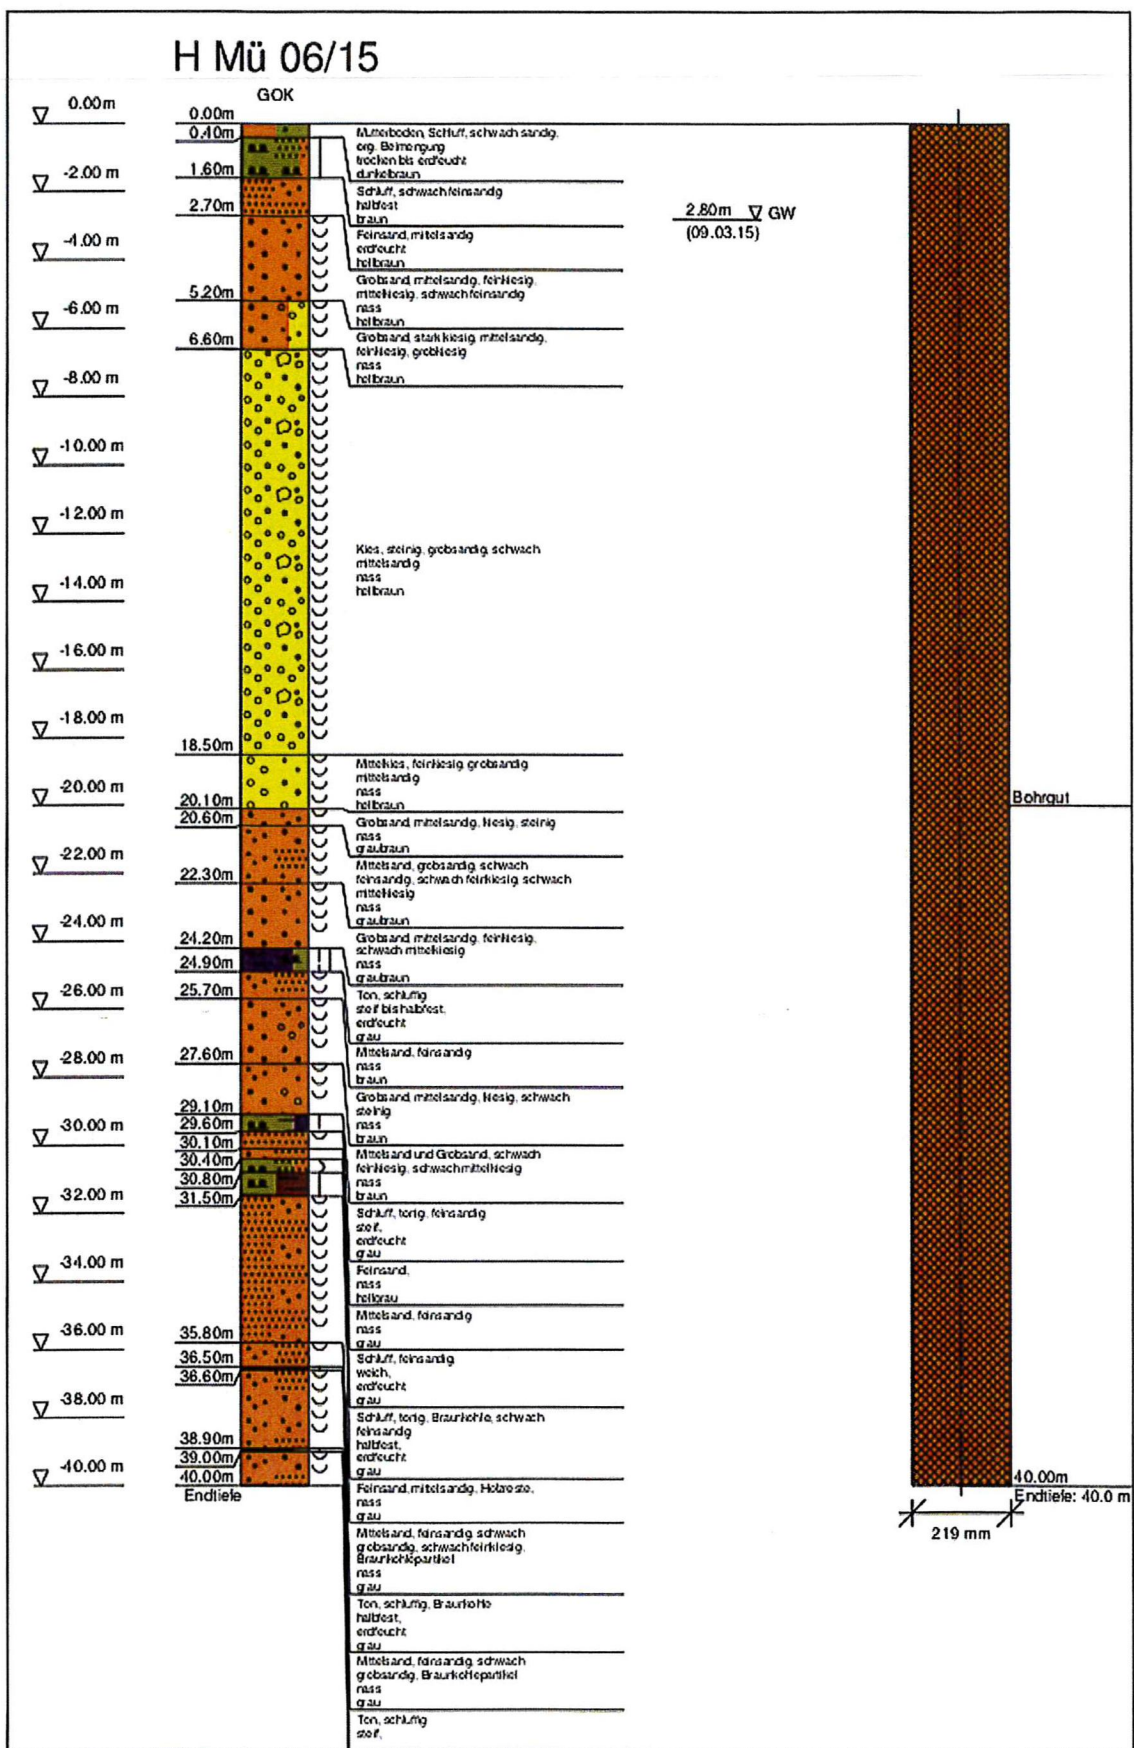 H Mü 06/15
GOK
0.00m
-2.00 m
-4.00 m
-6.00 m
-8.00 m
-10.00 m
-12.00 m
-14.00 m
-16.00 m
-18.00 m
-20.00 m
-22.00 m
-24.00 m
-26.00 m
-28.00 m
-30.00 m
-32.00 m
-34.00 m
-36.00 m
-38.00 m
-40.00 m
0.00m
0.40m
1.60m
2.70m
5.20m
6.60m
18.50m
20.10m
20.60m
22.30m
24.20m
24.90m
25.70m
27.60m
29.10m
29.60m
30.10m
30.40m
30.80m
31.50m
35.80m
36.50m
36.60m
38.90m
39.00m
40.00m
Endtiefe
Mutterboden, Schluff, schwach sandig,
org. Beimengung
trocken bis erdfeucht
dunkelbraun
Schluff, schwach feinsandig
halbfest
braun
Feinsand, mittelsandig
erdfeucht
hellbraun
Grobsand, mittelsandig, feinkiesig,
mittelkiesig, schwach feinsandig
nass
hellbraun
Grobsand, stark kiesig, mittelsandig,
feinkiesig, grobkiesig
nass
hellbraun
Kies, steinig, grobsandig, schwach
mittelsandig
nass
hellbraun
Mittelkies, feinkiesig, grobsandig
mittelsandig
nass
hellbraun
Grobsand, mittelsandig, kiesig, steinig
nass
graubraun
Mittelsand, grobsandig, schwach
feinsandig, schwach feinkiesig, schwach
mittelkiesig
nass
graubraun
Grobsand, mittelsandig, feinkiesig,
schwach mittelkiesig
nass
graubraun
Ton, schluffig
steif bis halbfest,
erdfeucht
grau
Mittelsand, feinsandig
nass
braun
Grobsand, mittelsandig, kiesig, schwach
steinig
nass
braun
Mittelsand und Grobsand, schwach
feinkiesig, schwach mittelkiesig
nass
braun
Schluff, tonig, feinsandig
steif,
erdfeucht
grau
Feinsand,
nass
hellgrau
Mittelsand, feinsandig
nass
grau
Schluff, feinsandig
weich,
erdfeucht
grau
Schluff, tonig, Braunkohle, schwach
feinsandig
halbfest,
erdfeucht
grau
Feinsand, mittelsandig, Holzreste,
nass
grau
Mittelsand, feinsandig, schwach
grobsandig, schwach feinkiesig,
Braunkohlepartikel
nass
grau
Ton, schluffig, Braunkohle
halbfest,
erdfeucht
grau
Mittelsand, feinsandig, schwach
grobsandig, Braunkohlepartikel
nass
grau
Ton, schluffig
steif,
2.80m GW
(09.03.15)
Bohrgut
40.00m
Endtiefe: 40.0 m
219 mm